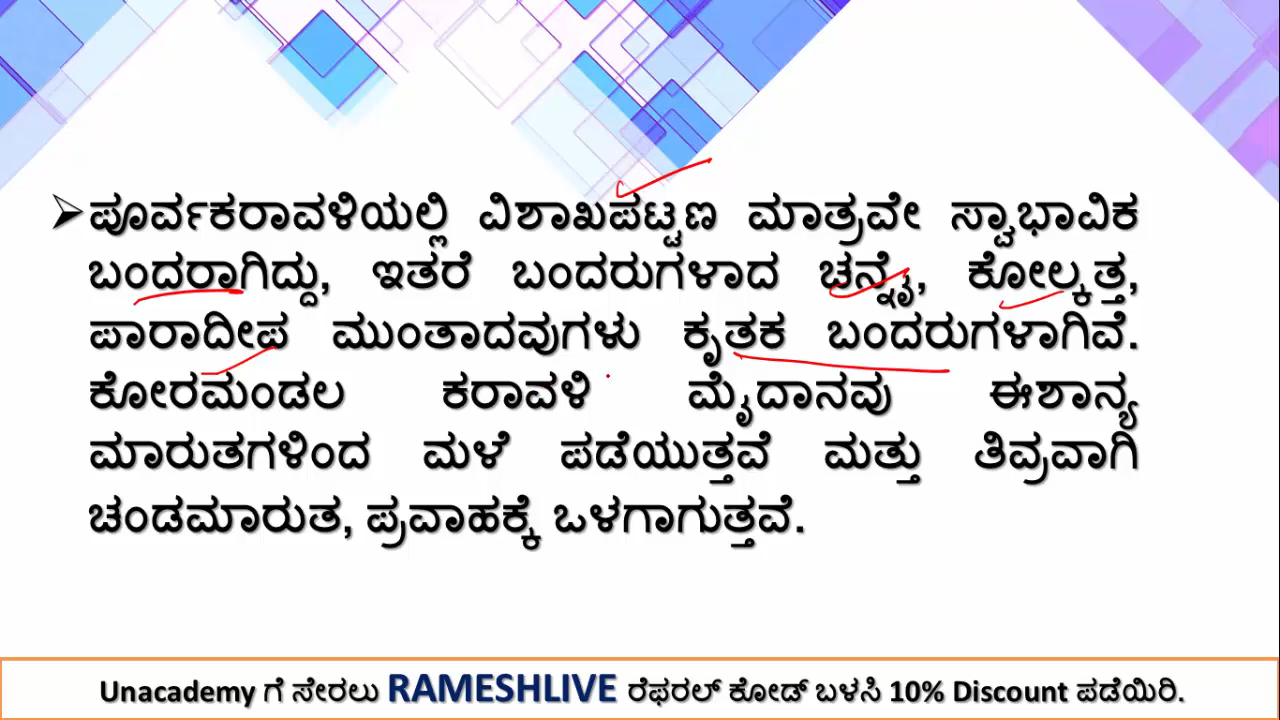 ಪೂರ್ವಕರಾವಳಿಯಲ್ಲಿ ವಿಶಾಖಪಟ್ಟಣ ಮಾತ್ರವೇ ಸ್ವಾಭಾವಿಕ
ಬಂದರಾಗಿದ್ದು, ಇತರೆ ಬಂದರುಗಳಾದ ಚನ್ನೈ, ಕೋಲ್ಕತ್ತ,
ಪಾರಾದೀಪ ಮುಂತಾದವುಗಳು ಕೃತಕ ಬಂದರುಗಳಾಗಿವೆ.
ಕೋರಮಂಡಲ ಕರಾವಳಿ ಮೈದಾನವು ಈಶಾನ್ಯ
ಮಾರುತಗಳಿಂದ ಮಳೆ ಪಡೆಯುತ್ತವೆ ಮತ್ತು ತಿವ್ರವಾಗಿ
ಚಂಡಮಾರುತ, ಪ್ರವಾಹಕ್ಕೆ ಒಳಗಾಗುತ್ತವೆ.
Unacademy ಗೆ ಸೇರಲು RAMESHLIVE ರೆಫರಲ್ ಕೋಡ್ ಬಳಸಿ 10% Discount ಪಡೆಯಿರಿ.